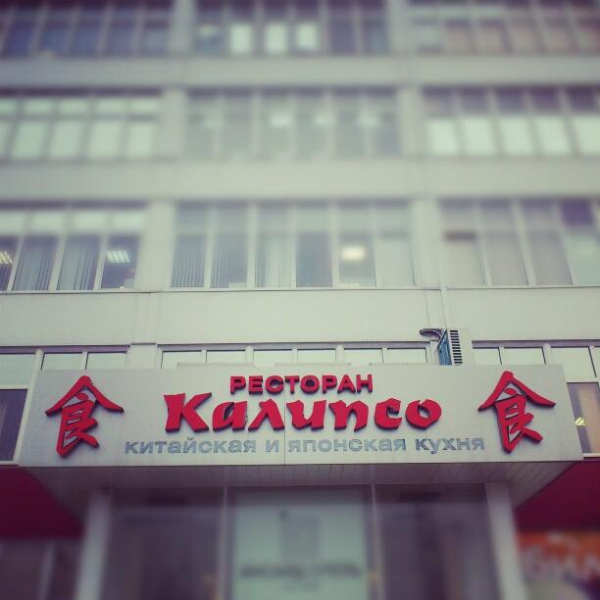 РЕСТОРАН
食 Калипсо 食
китайская и японская кухня